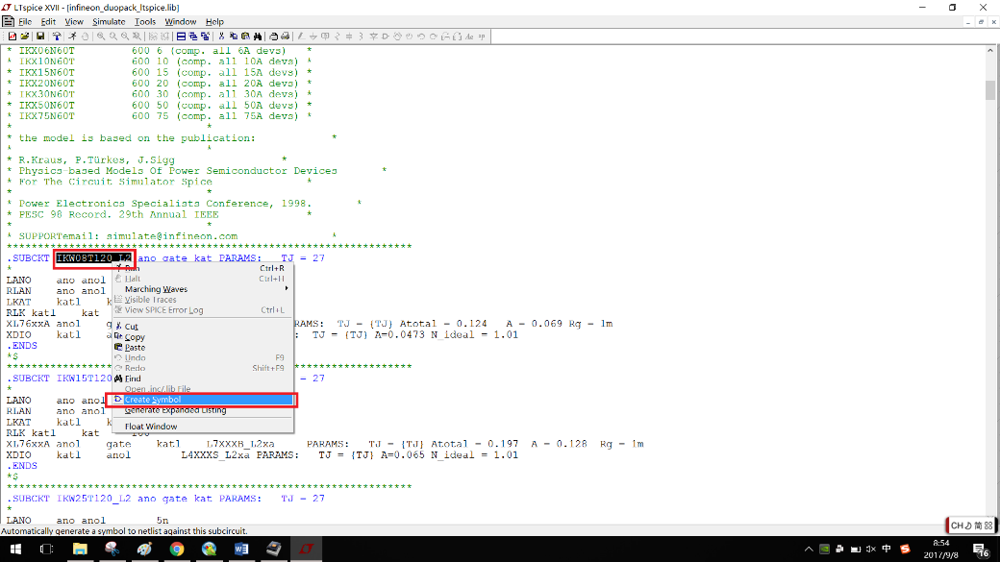 LTspice XVII - [infineon_duopack_ltspice.lib]
File Edit View Simulate Tools Window Help
* IKX06N60T 600 6 (comp. all 6A devs) *
* IKX10N60T 600 10 (comp. all 10A devs) *
* IKX15N60T 600 15 (comp. all 15A devs) *
* IKX20N60T 600 20 (comp. all 20A devs) *
* IKX30N60T 600 30 (comp. all 30A devs) *
* IKX50N60T 600 50 (comp. all 50A devs) *
* IKX75N60T 600 75 (comp. all 75A devs) *
* *
* the model is based on the publication: *
* *
* R.Kraus, P.Türkes, J.Sigg *
* Physics-based Models Of Power Semiconductor Devices *
* For The Circuit Simulator Spice *
* *
* Power Electronics Specialists Conference, 1998. *
* PESC 98 Record. 29th Annual IEEE *
* *
* SUPPORTemail: simulate@infineon.com *
*****************************************************************
.SUBCKT IKW08T120_L2 ano gate kat PARAMS: TJ = 27
*
LANO ano anol
RLAN ano anol
LKAT katl
RLK katl kat
XL76xxA anol RAMS: TJ = {TJ} Atotal = 0.124 A = 0.069 Rg = 1m
XDIO katl : TJ = {TJ} A=0.0473 N_ideal = 1.01
.ENDS
*$
*****************************************************************
.SUBCKT IKW15T120 = 27
*
LANO ano anol
RLAN ano anol
LKAT katl
RLK katl kat
XL76xxA anol gate katl L7XXXB_L2xa PARAMS: TJ = {TJ} Atotal = 0.197 A = 0.128 Rg = 1m
XDIO katl anol L4XXXS_L2xa PARAMS: TJ = {TJ} A=0.065 N_ideal = 1.01
.ENDS
*$
*****************************************************************
.SUBCKT IKW25T120_L2 ano gate kat PARAMS: TJ = 27
*
LANO ano anol 5n
Run Ctrl+R
Halt Ctrl+H
Marching Waves
Visible Traces
View SPICE Error Log Ctrl+L
Cut
Copy
Paste
Undo F9
Redo Shift+F9
Find
Open .inc/.lib File
Create Symbol
Generate Expanded Listing
Float Window
Automatically generate a symbol to netlist against this subcircuit.
CH 简
中
8:54
2017/9/8
16